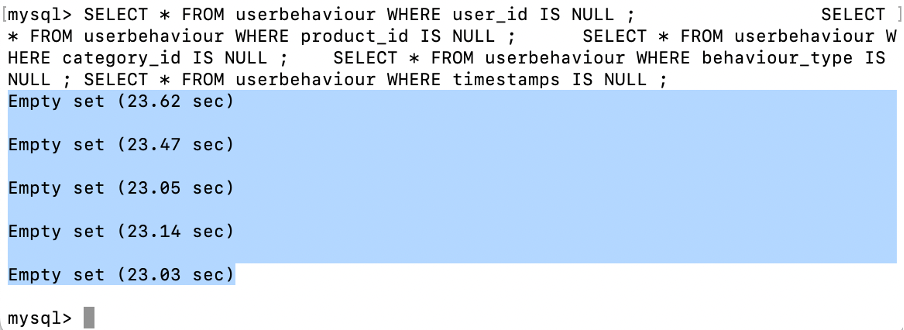 [mysql> SELECT * FROM userbehaviour WHERE user_id IS NULL ;                 SELECT ]
* FROM userbehaviour WHERE product_id IS NULL ;      SELECT * FROM userbehaviour W
HERE category_id IS NULL ;    SELECT * FROM userbehaviour WHERE behaviour_type IS
NULL ; SELECT * FROM userbehaviour WHERE timestamps IS NULL ;
Empty set (23.62 sec)
Empty set (23.47 sec)
Empty set (23.05 sec)
Empty set (23.14 sec)
Empty set (23.03 sec)
mysql>